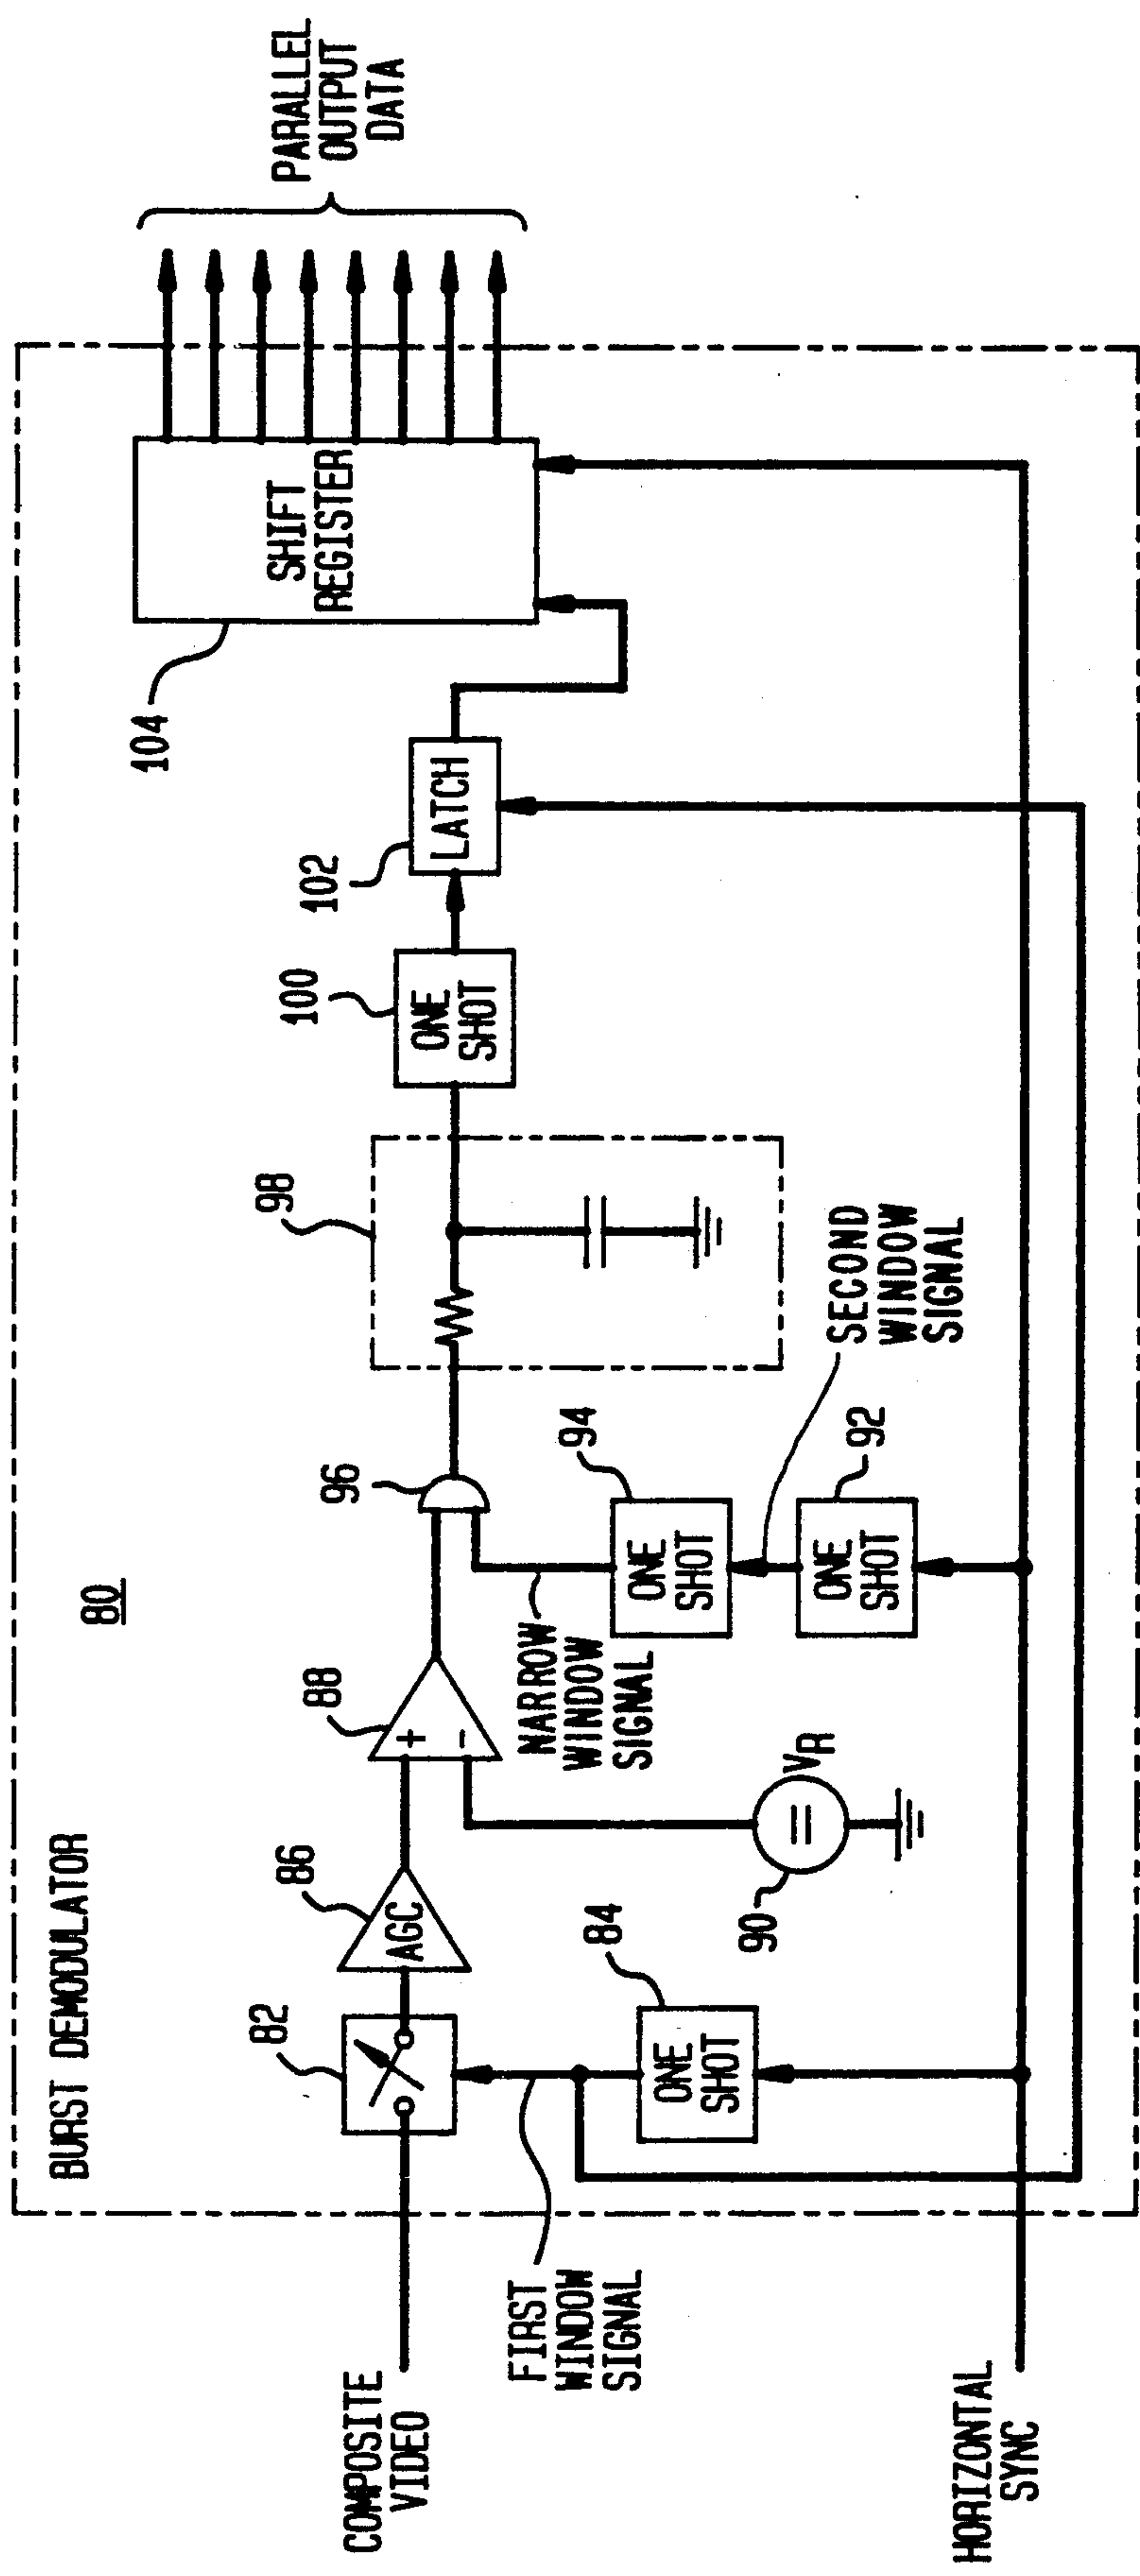 BURST DEMODULATOR
80
COMPOSITE
VIDEO
82
FIRST
WINDOW
SIGNAL
ONE
SHOT
84
AGC
86
+
-
88
=
VR
90
NARROW
WINDOW
SIGNAL
96
ONE
SHOT
94
SECOND
WINDOW
SIGNAL
ONE
SHOT
92
98
ONE
SHOT
100
LATCH
102
SHIFT
REGISTER
104
PARALLEL
OUTPUT
DATA
HORIZONTAL
SYNC